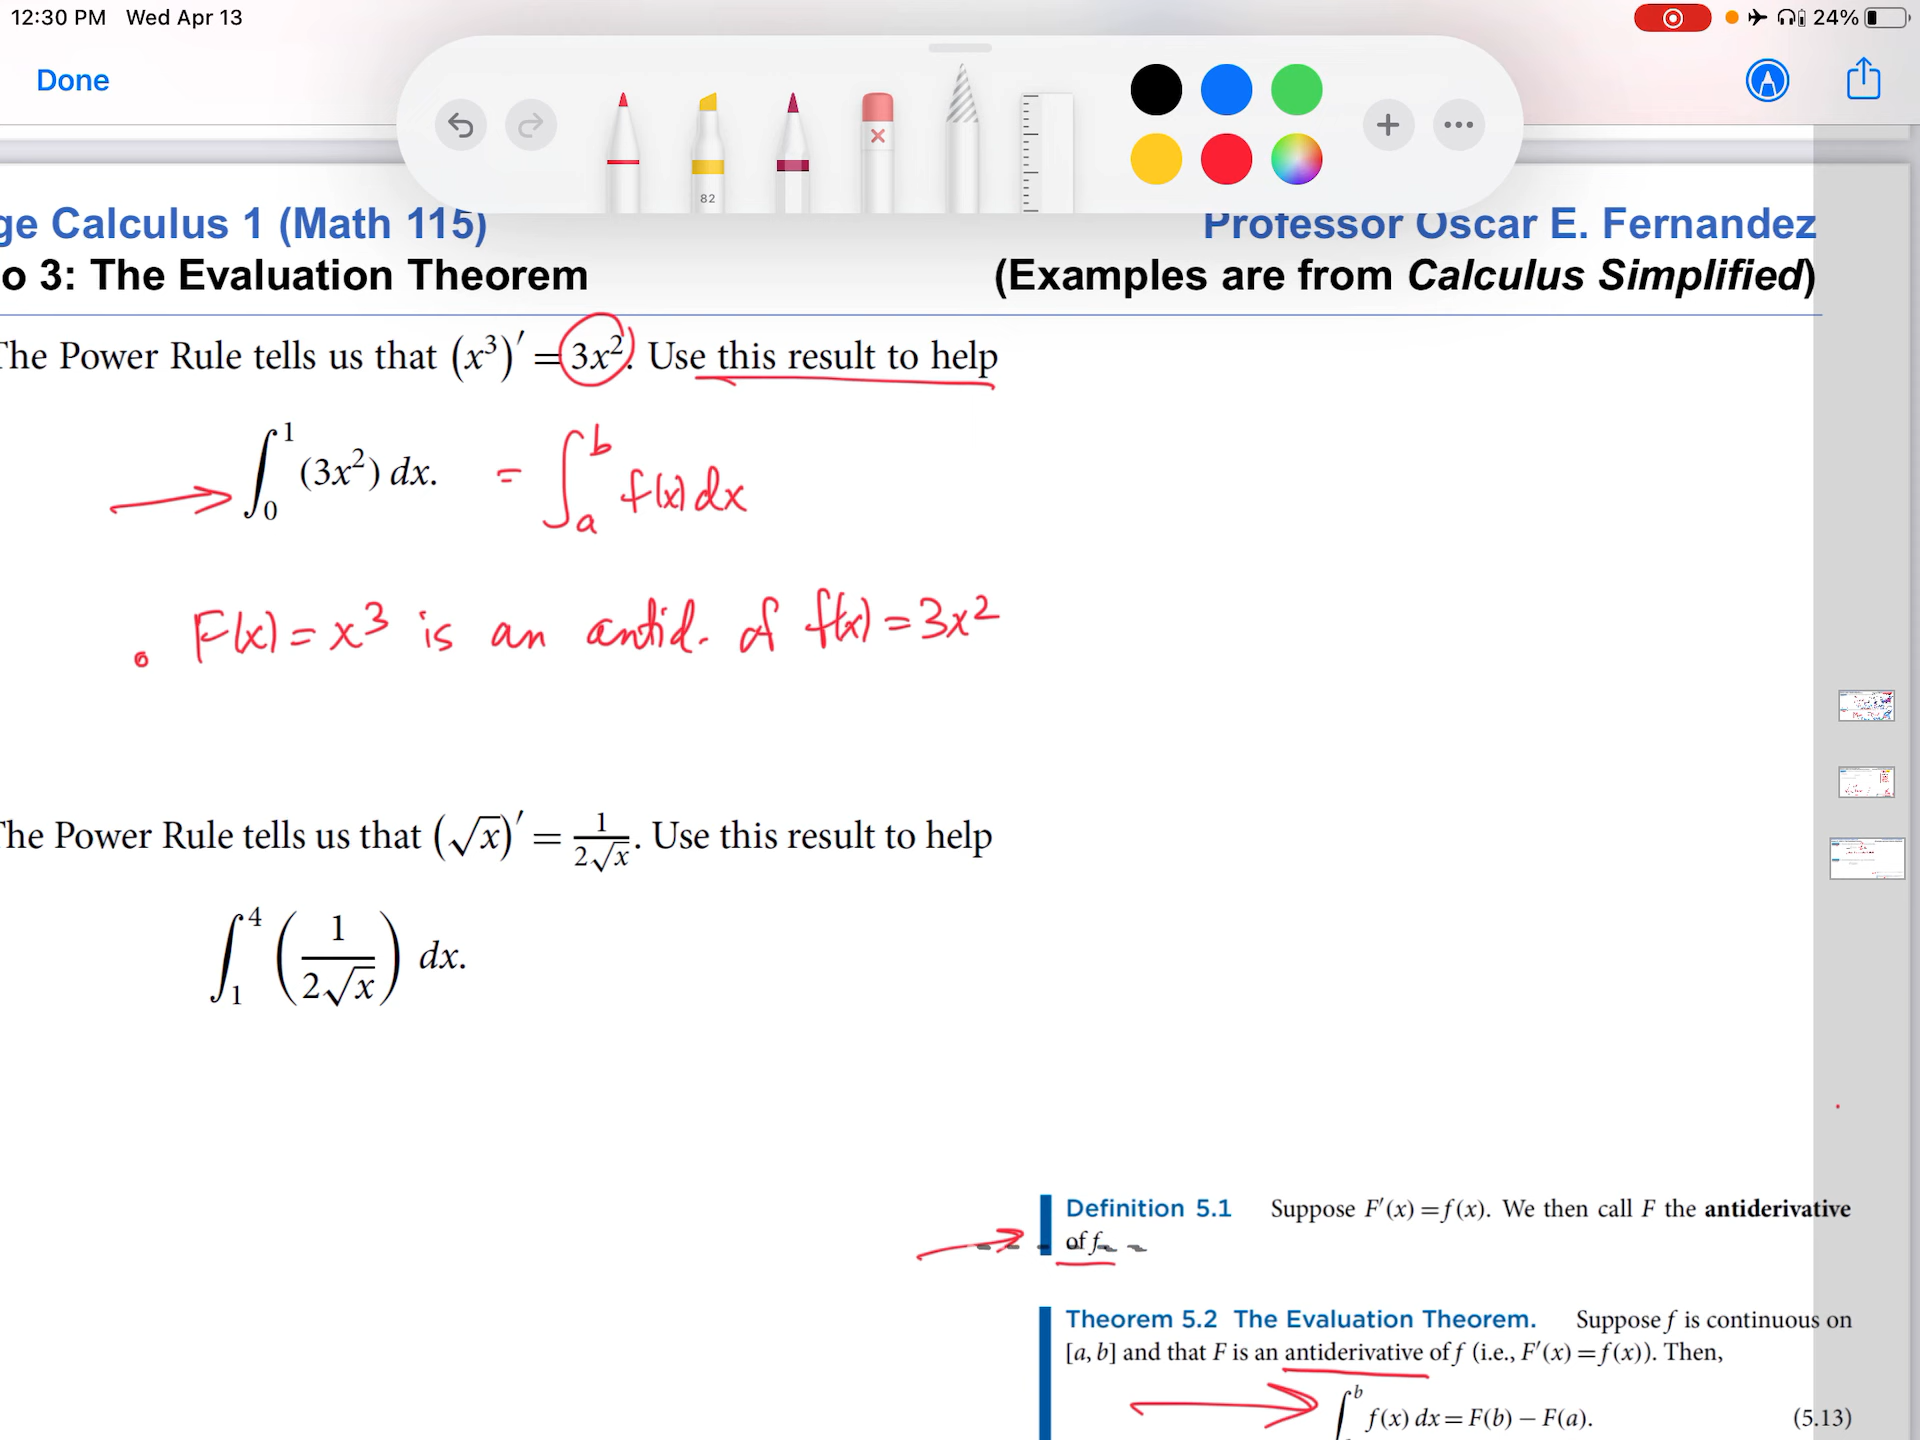 12:30 PM Wed Apr 13
24%
Done
82
ge Calculus 1 (Math 115)
Professor Oscar E. Fernandez
o 3: The Evaluation Theorem
(Examples are from Calculus Simplified)
The Power Rule tells us that (x³)′ = 3x². Use this result to help
∫₀¹ (3x²) dx. = ∫ₐᵇ f(x) dx
F(x) = x³ is an antid. of f(x) = 3x²
The Power Rule tells us that (√x)′ = 1/(2√x). Use this result to help
∫₁⁴ (1/(2√x)) dx.
Definition 5.1 Suppose F′(x) = f(x). We then call F the antiderivative
of f.
Theorem 5.2 The Evaluation Theorem. Suppose f is continuous on
[a, b] and that F is an antiderivative of f (i.e., F′(x) = f(x)). Then,
∫ᵇ f(x) dx = F(b) − F(a). (5.13)